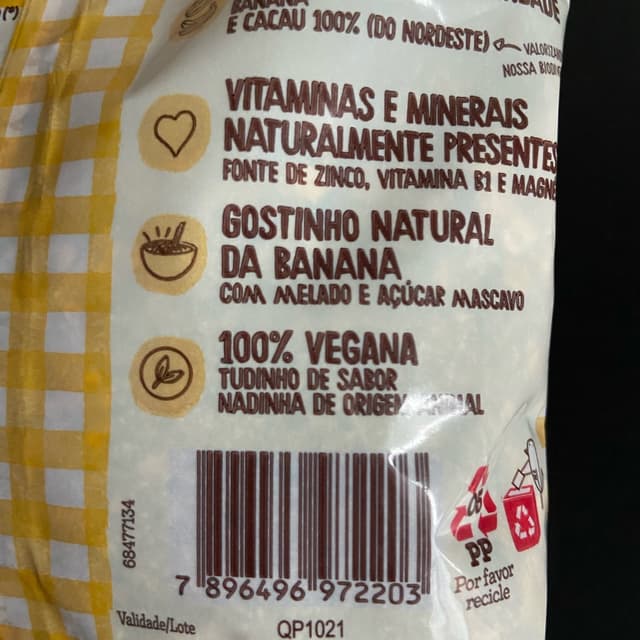 (*)
BANANA
E CACAU 100% (DO NORDESTE)
NOSSA
VITAMINAS E MINERAIS
NATURALMENTE PRESENTES
FONTE DE ZINCO, VITAMINA B1 E
GOSTINHO NATURAL
DA BANANA
COM MELADO E AÇÚCAR MASCAVO
100% VEGANA
TUDINHO DE SABOR
NADINHA DE ORIGEM ANIMAL
68477134
7 896496 972203
PP
Por favor
recicle
Validade/Lote
QP1021